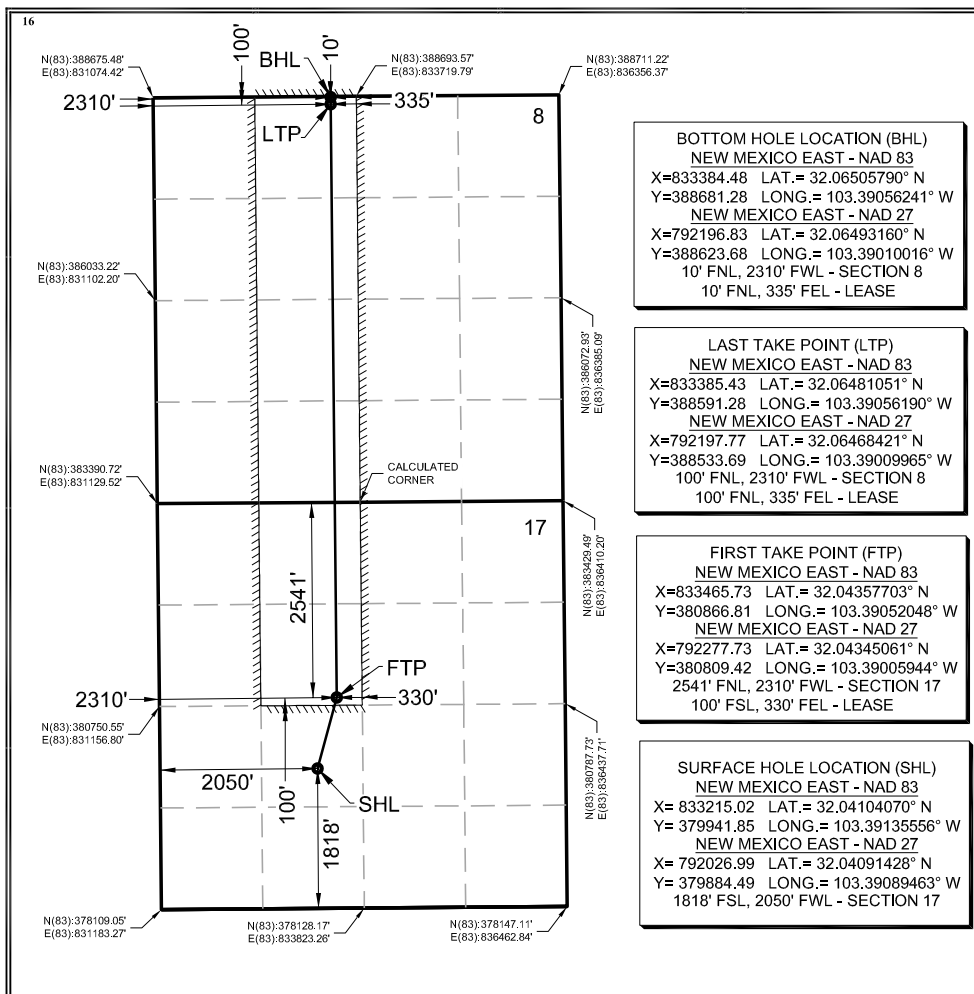 16
N(83):388675.48'
E(83):831074.42'
100'
BHL
10'
N(83):388693.57'
E(83):833719.79'
N(83):388711.22'
E(83):836356.37'
2310'
335'
LTP
8
N(83):386033.22'
E(83):831102.20'
N(83):386072.93'
E(83):836385.09'
N(83):383390.72'
E(83):831129.52'
CALCULATED
CORNER
17
N(83):383429.49'
E(83):836410.20'
2541'
FTP
2310'
330'
N(83):380750.55'
E(83):831156.80'
N(83):380787.73'
E(83):836437.71'
2050'
100'
SHL
1818'
N(83):378109.05'
E(83):831183.27'
N(83):378128.17'
E(83):833823.26'
N(83):378147.11'
E(83):836462.84'
BOTTOM HOLE LOCATION (BHL)
NEW MEXICO EAST - NAD 83
X=833384.48 LAT.= 32.06505790° N
Y=388681.28 LONG.= 103.39056241° W
NEW MEXICO EAST - NAD 27
X=792196.83 LAT.= 32.06493160° N
Y=388623.68 LONG.= 103.39010016° W
10' FNL, 2310' FWL - SECTION 8
10' FNL, 335' FEL - LEASE
LAST TAKE POINT (LTP)
NEW MEXICO EAST - NAD 83
X=833385.43 LAT.= 32.06481051° N
Y=388591.28 LONG.= 103.39056190° W
NEW MEXICO EAST - NAD 27
X=792197.77 LAT.= 32.06468421° N
Y=388533.69 LONG.= 103.39009965° W
100' FNL, 2310' FWL - SECTION 8
100' FNL, 335' FEL - LEASE
FIRST TAKE POINT (FTP)
NEW MEXICO EAST - NAD 83
X=833465.73 LAT.= 32.04357703° N
Y=380866.81 LONG.= 103.39052048° W
NEW MEXICO EAST - NAD 27
X=792277.73 LAT.= 32.04345061° N
Y=380809.42 LONG.= 103.39005944° W
2541' FNL, 2310' FWL - SECTION 17
100' FSL, 330' FEL - LEASE
SURFACE HOLE LOCATION (SHL)
NEW MEXICO EAST - NAD 83
X= 833215.02 LAT.= 32.04104070° N
Y= 379941.85 LONG.= 103.39135556° W
NEW MEXICO EAST - NAD 27
X= 792026.99 LAT.= 32.04091428° N
Y= 379884.49 LONG.= 103.39089463° W
1818' FSL, 2050' FWL - SECTION 17